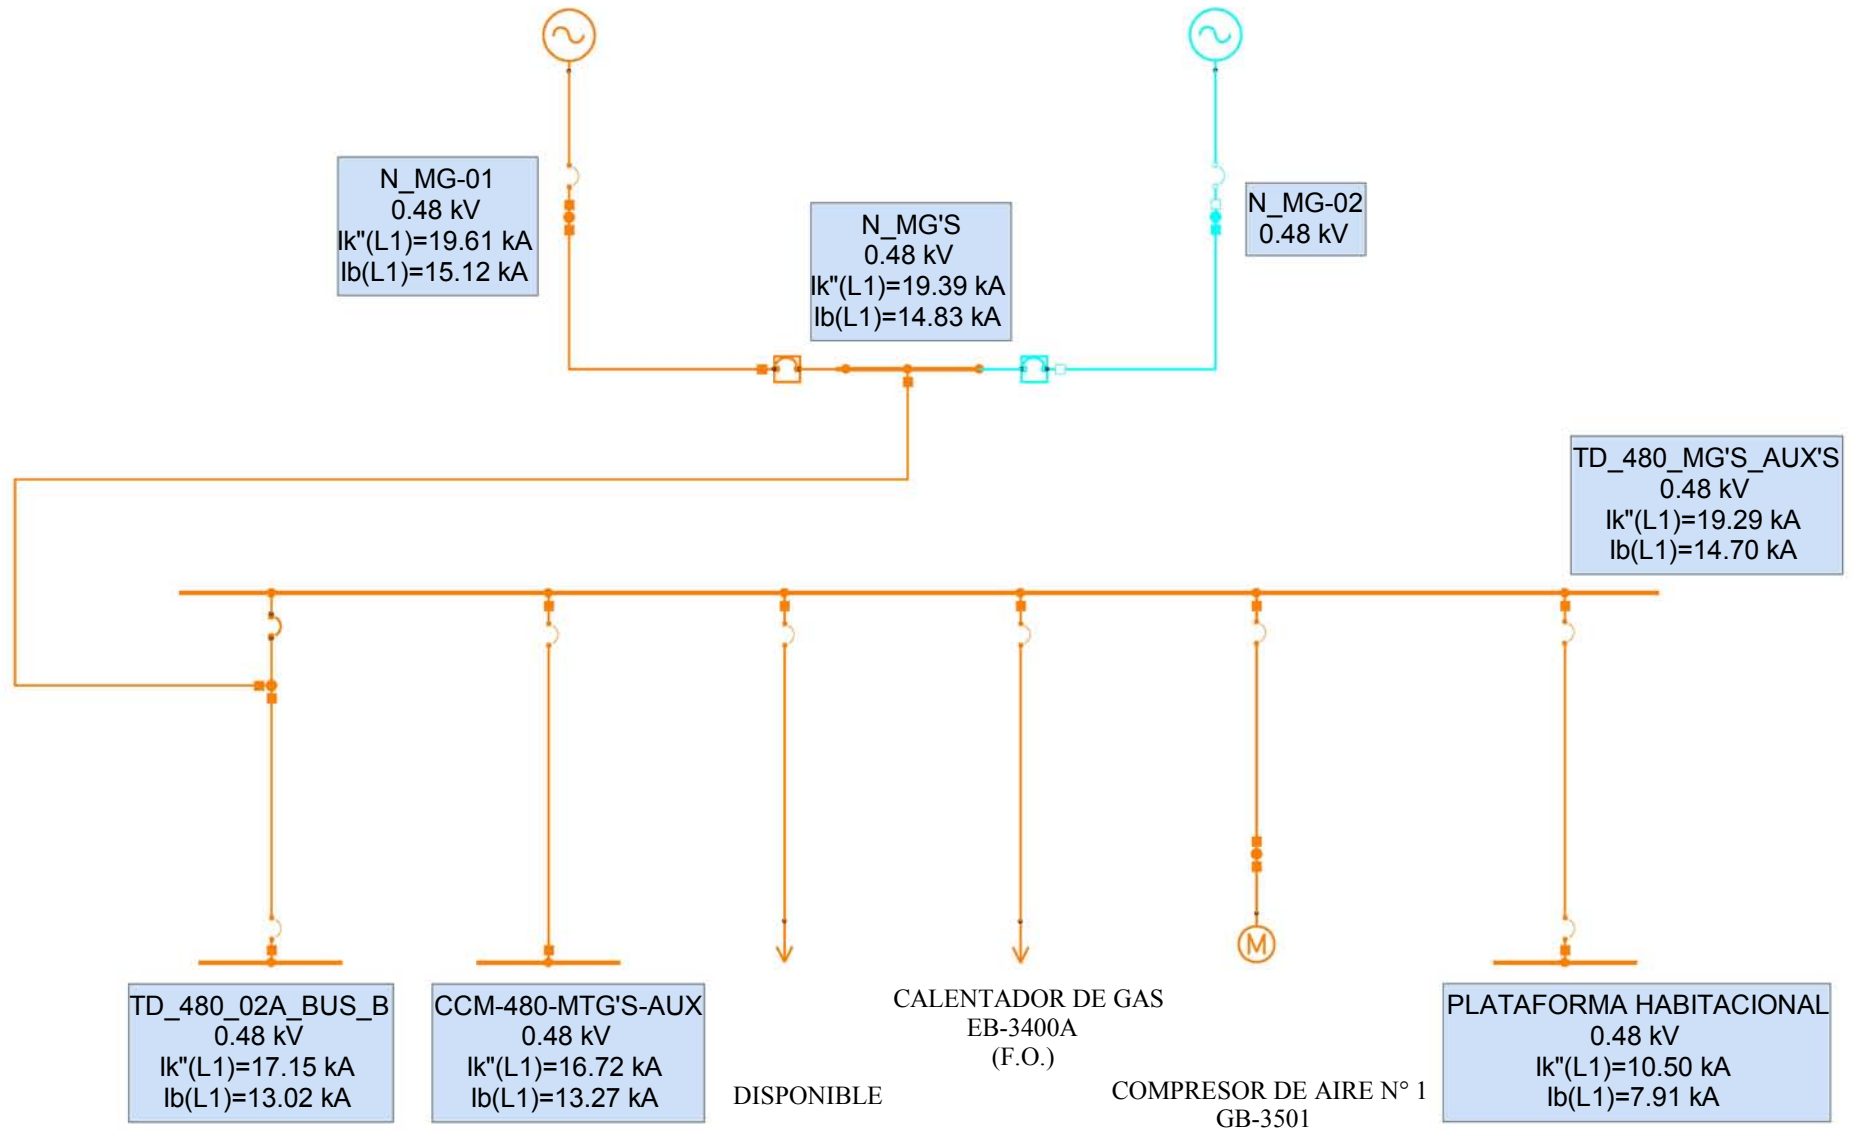 N_MG-01
0.48 kV
Ik"(L1)=19.61 kA
Ib(L1)=15.12 kA
N_MG'S
0.48 kV
Ik"(L1)=19.39 kA
Ib(L1)=14.83 kA
N_MG-02
0.48 kV
TD_480_MG'S_AUX'S
0.48 kV
Ik"(L1)=19.29 kA
Ib(L1)=14.70 kA
TD_480_02A_BUS_B
0.48 kV
Ik"(L1)=17.15 kA
Ib(L1)=13.02 kA
CCM-480-MTG'S-AUX
0.48 kV
Ik"(L1)=16.72 kA
Ib(L1)=13.27 kA
DISPONIBLE
CALENTADOR DE GAS
EB-3400A
(F.O.)
M
COMPRESOR DE AIRE N° 1
GB-3501
PLATAFORMA HABITACIONAL
0.48 kV
Ik"(L1)=10.50 kA
Ib(L1)=7.91 kA